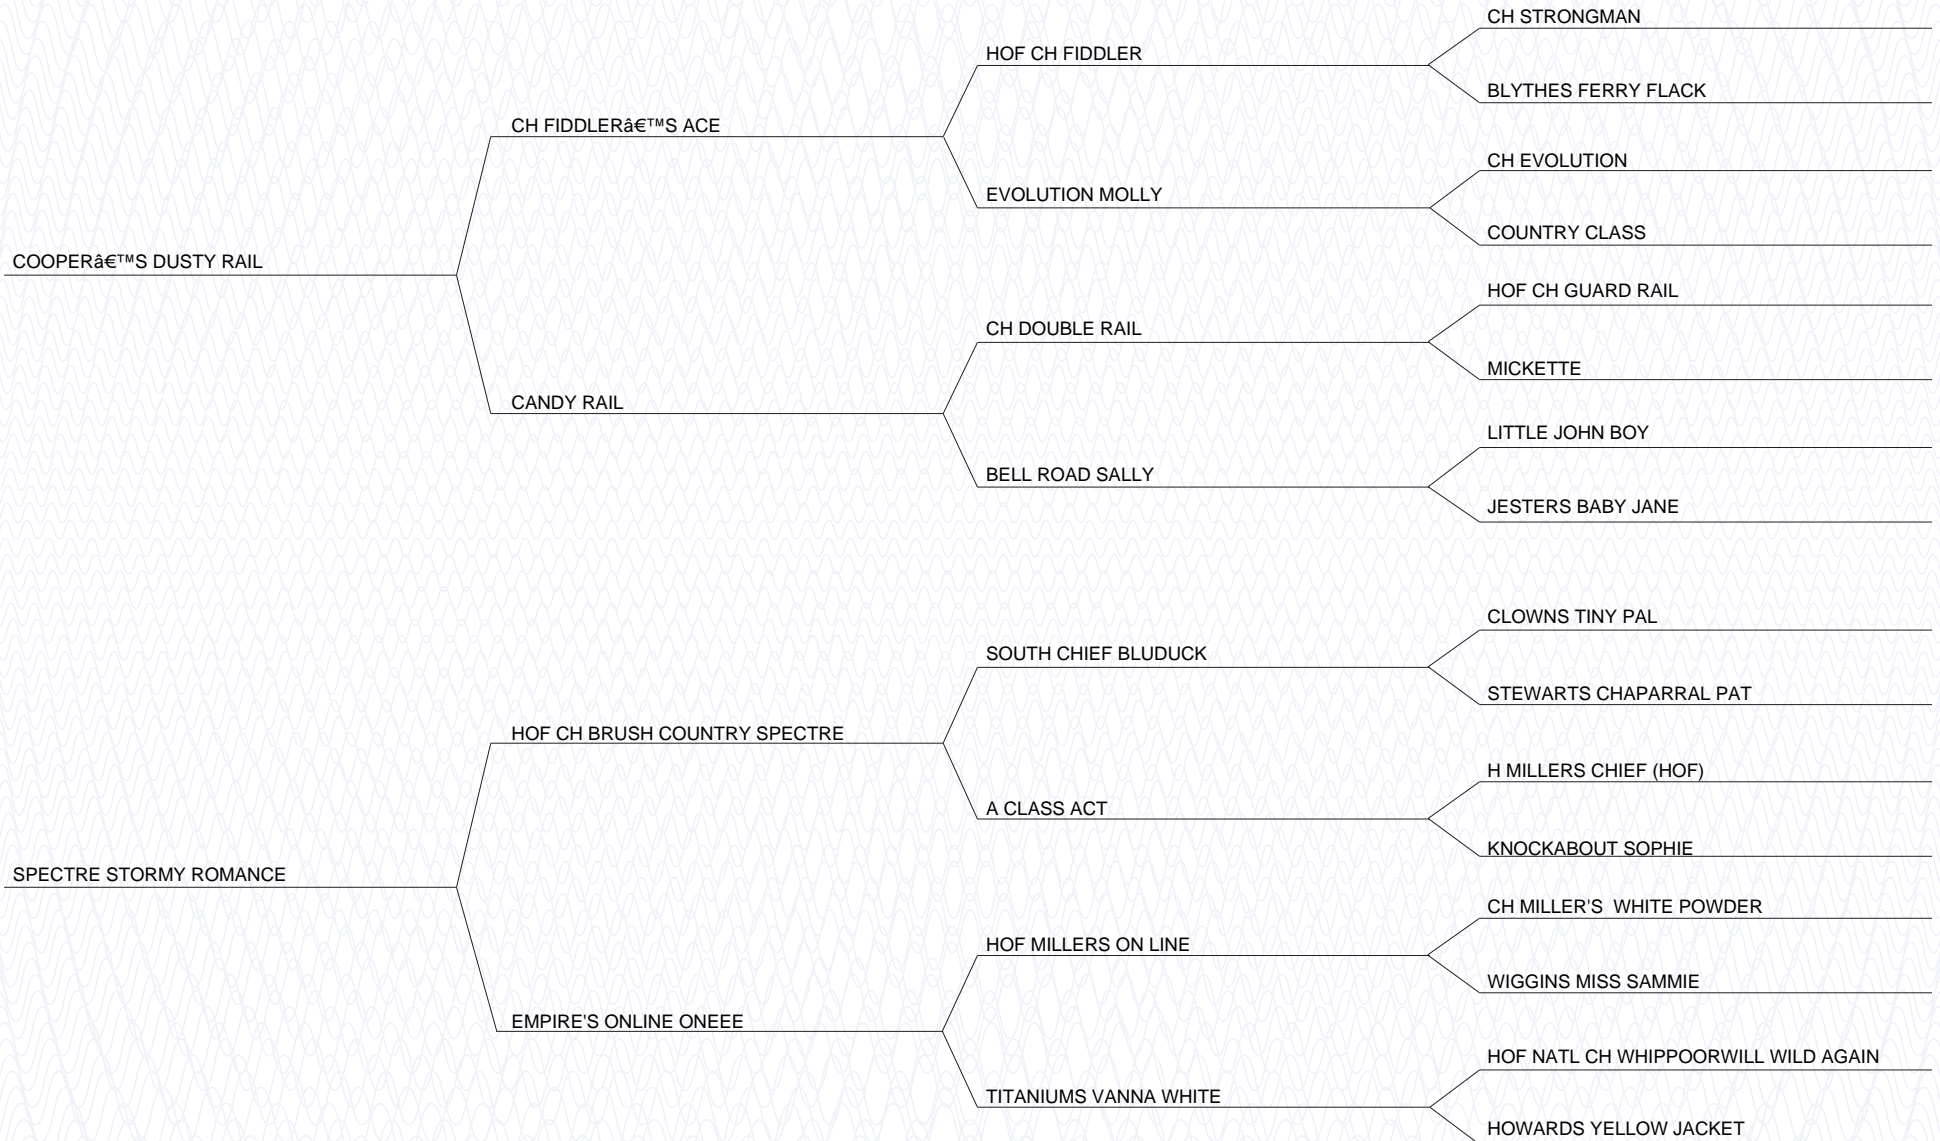 CH STRONGMAN
HOF CH FIDDLER
BLYTHES FERRY FLACK
CH FIDDLERâ€™S ACE
CH EVOLUTION
EVOLUTION MOLLY
COUNTRY CLASS
COOPERâ€™S DUSTY RAIL
HOF CH GUARD RAIL
CH DOUBLE RAIL
MICKETTE
CANDY RAIL
LITTLE JOHN BOY
BELL ROAD SALLY
JESTERS BABY JANE
CLOWNS TINY PAL
SOUTH CHIEF BLUDUCK
STEWARTS CHAPARRAL PAT
HOF CH BRUSH COUNTRY SPECTRE
H MILLERS CHIEF (HOF)
A CLASS ACT
KNOCKABOUT SOPHIE
SPECTRE STORMY ROMANCE
CH MILLER'S  WHITE POWDER
HOF MILLERS ON LINE
WIGGINS MISS SAMMIE
EMPIRE'S ONLINE ONEEE
HOF NATL CH WHIPPOORWILL WILD AGAIN
TITANIUMS VANNA WHITE
HOWARDS YELLOW JACKET